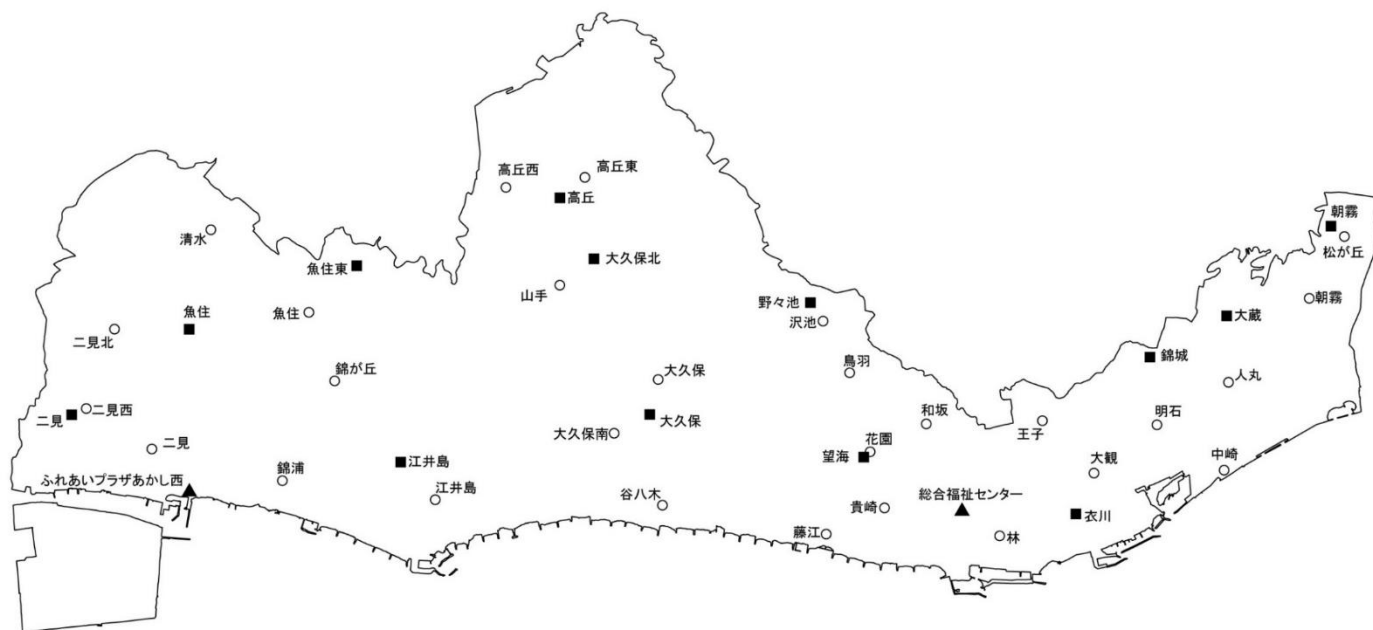 高丘西
高丘東
高丘
朝霧
松が丘
清水
魚住東
大久保北
山手
野々池
沢池
朝霧
大蔵
魚住
魚住
二見北
鳥羽
錦城
錦が丘
大久保
人丸
二見西
二見
大久保
和坂
王子
明石
大久保南
花園
望海
二見
江井島
錦浦
大観
中崎
ふれあいプラザあかし西
江井島
谷八木
貴崎
総合福祉センター
衣川
藤江
林